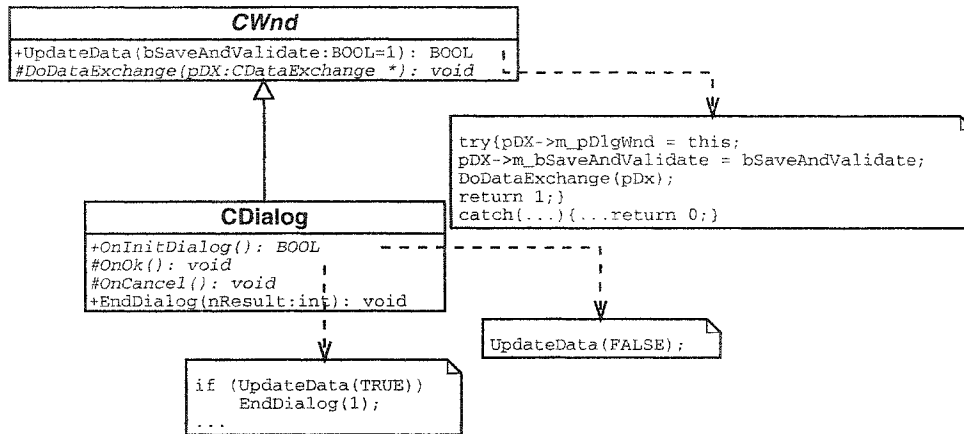 CWnd
+UpdateData(bSaveAndValidate:BOOL=1): BOOL
#DoDataExchange(pDX:CDataExchange *): void
try{pDX->m_pDlgWnd = this;
pDX->m_bSaveAndValidate = bSaveAndValidate;
DoDataExchange(pDx);
return 1;}
catch(...){...return 0;}
CDialog
+OnInitDialog(): BOOL
#OnOk(): void
#OnCancel(): void
+EndDialog(nResult:int): void
UpdateData(FALSE);
if (UpdateData(TRUE))
EndDialog(1);
...